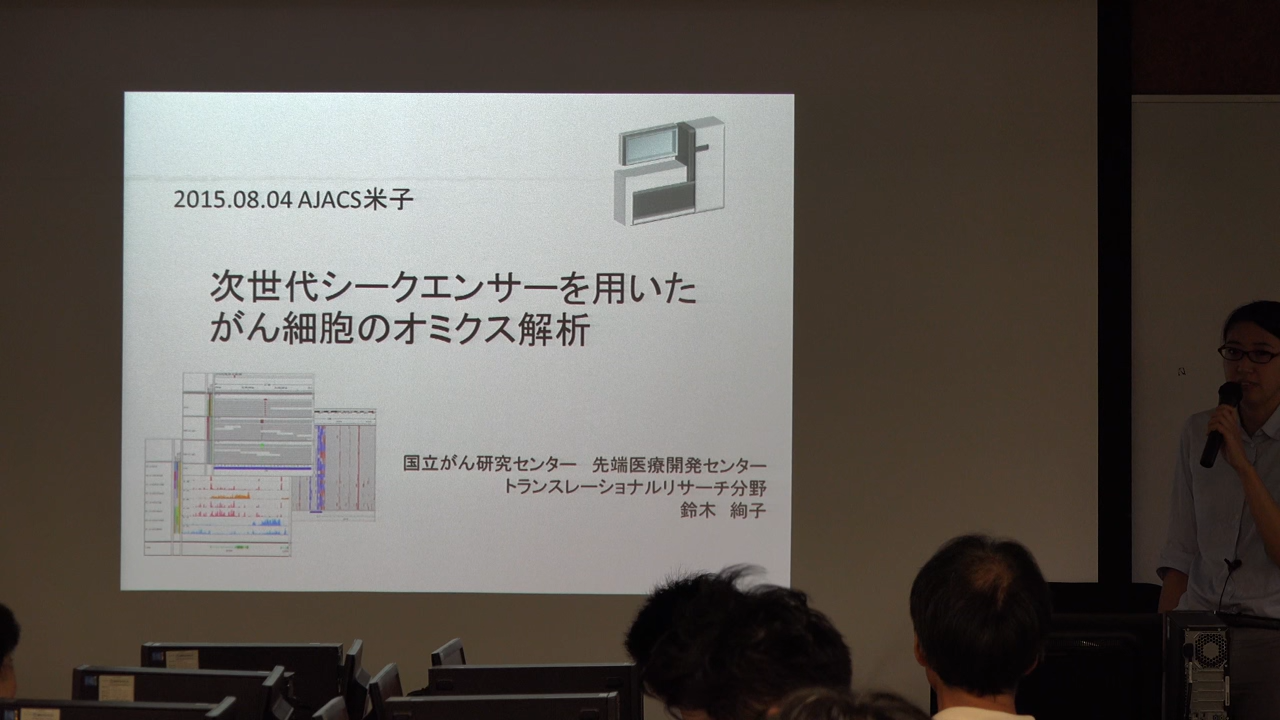 2015.08.04 AJACS米子
次世代シークエンサーを用いた
がん細胞のオミクス解析
国立がん研究センター　先端医療開発センター
トランスレーショナルリサーチ分野
鈴木　絢子